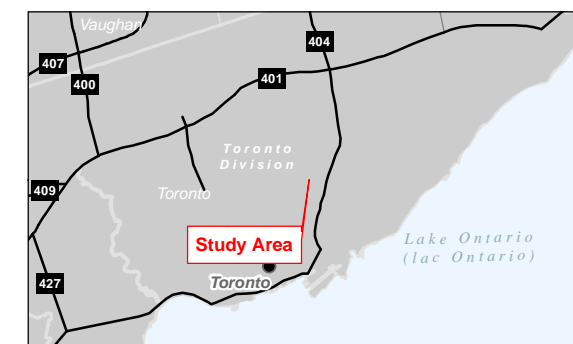 Vaughan
404
407
400
401
Toronto
Division
409
Toronto
Study Area
Lake Ontario
(lac Ontario)
427
Toronto